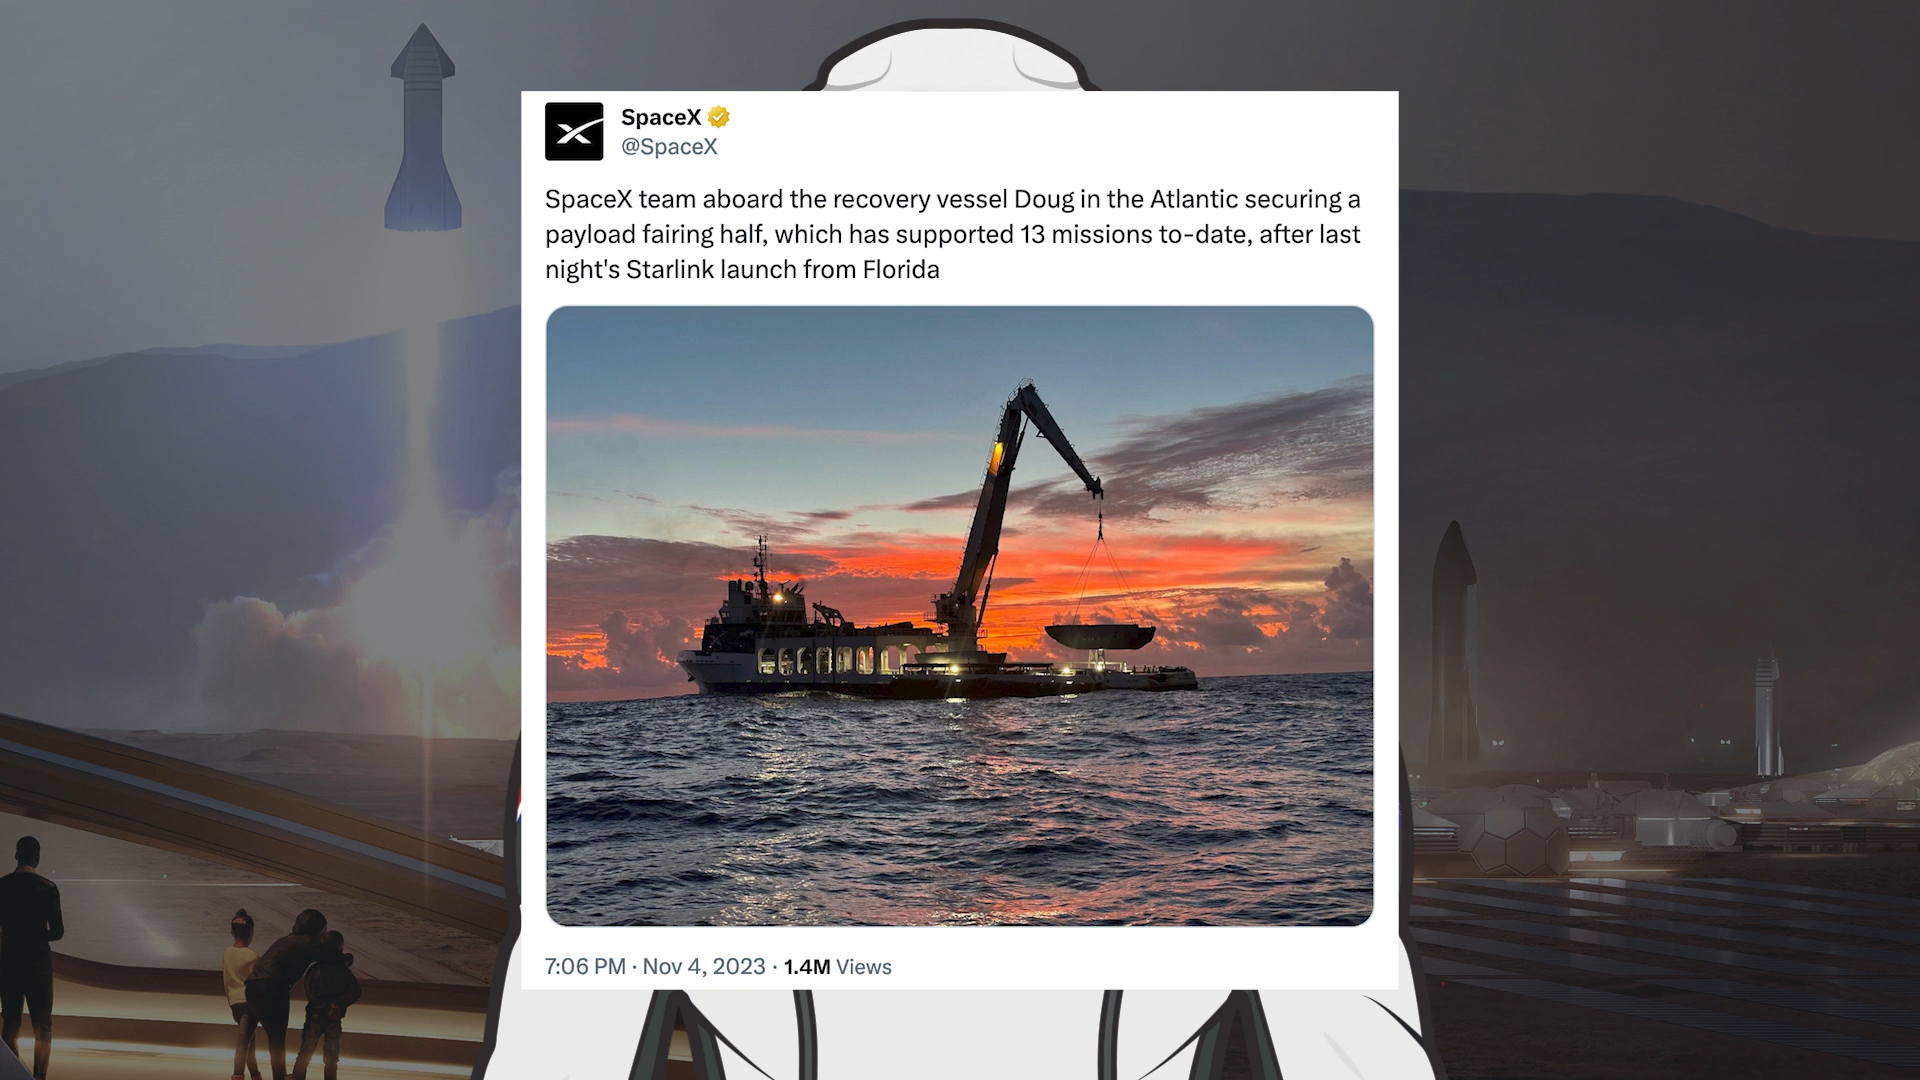 SpaceX
@SpaceX
SpaceX team aboard the recovery vessel Doug in the Atlantic securing a
payload fairing half, which has supported 13 missions to-date, after last
night's Starlink launch from Florida
7:06 PM · Nov 4, 2023 · 1.4M Views